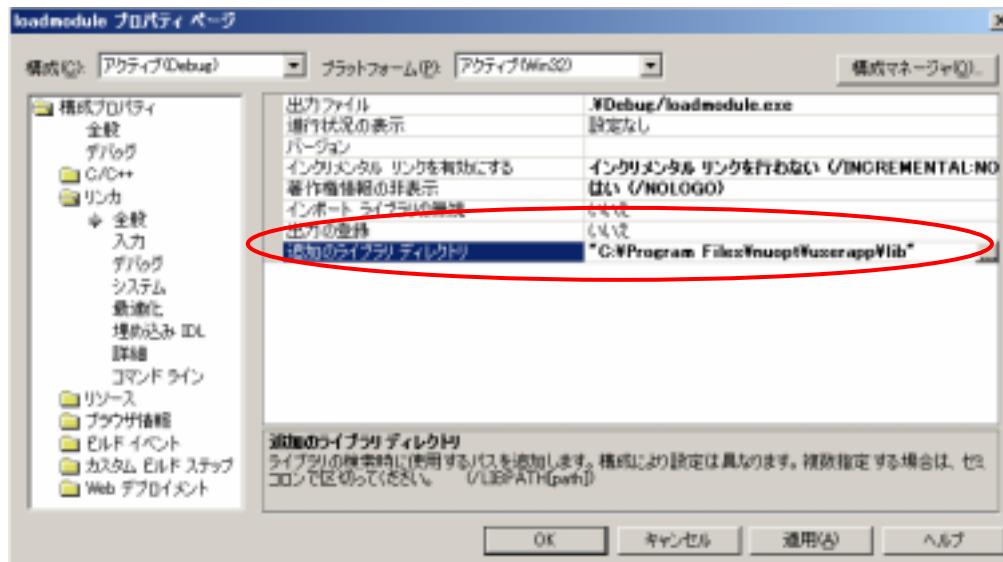 loadmodule プロパティ ページ
構成(C): アクティブ(Debug) プラットフォーム(P): アクティブ(Win32) 構成マネージャ(O)...
構成プロパティ
全般
デバッグ
C/C++
リンカ
全般
入力
デバッグ
システム
最適化
埋め込み IDL
詳細
コマンド ライン
リソース
ブラウザ情報
ビルド イベント
カスタム ビルド ステップ
Web デプロイメント
出力ファイル .¥Debug/loadmodule.exe
進行状況の表示 設定なし
バージョン
インクリメンタル リンクを有効にする インクリメンタル リンクを行わない (/INCREMENTAL:NO
著作権情報の非表示 はい (/NOLOGO)
インポート ライブラリの無視 いいえ
出力の登録 いいえ
追加のライブラリ ディレクトリ "C:¥Program Files¥nuopt¥userapp¥lib" ...
追加のライブラリ ディレクトリ
ライブラリの検索時に使用するパスを追加します。構成により設定は異なります。複数指定する場合は、セミ
コロンで区切ってください。 (/LIBPATH:[path])
OK キャンセル 適用(A) ヘルプ